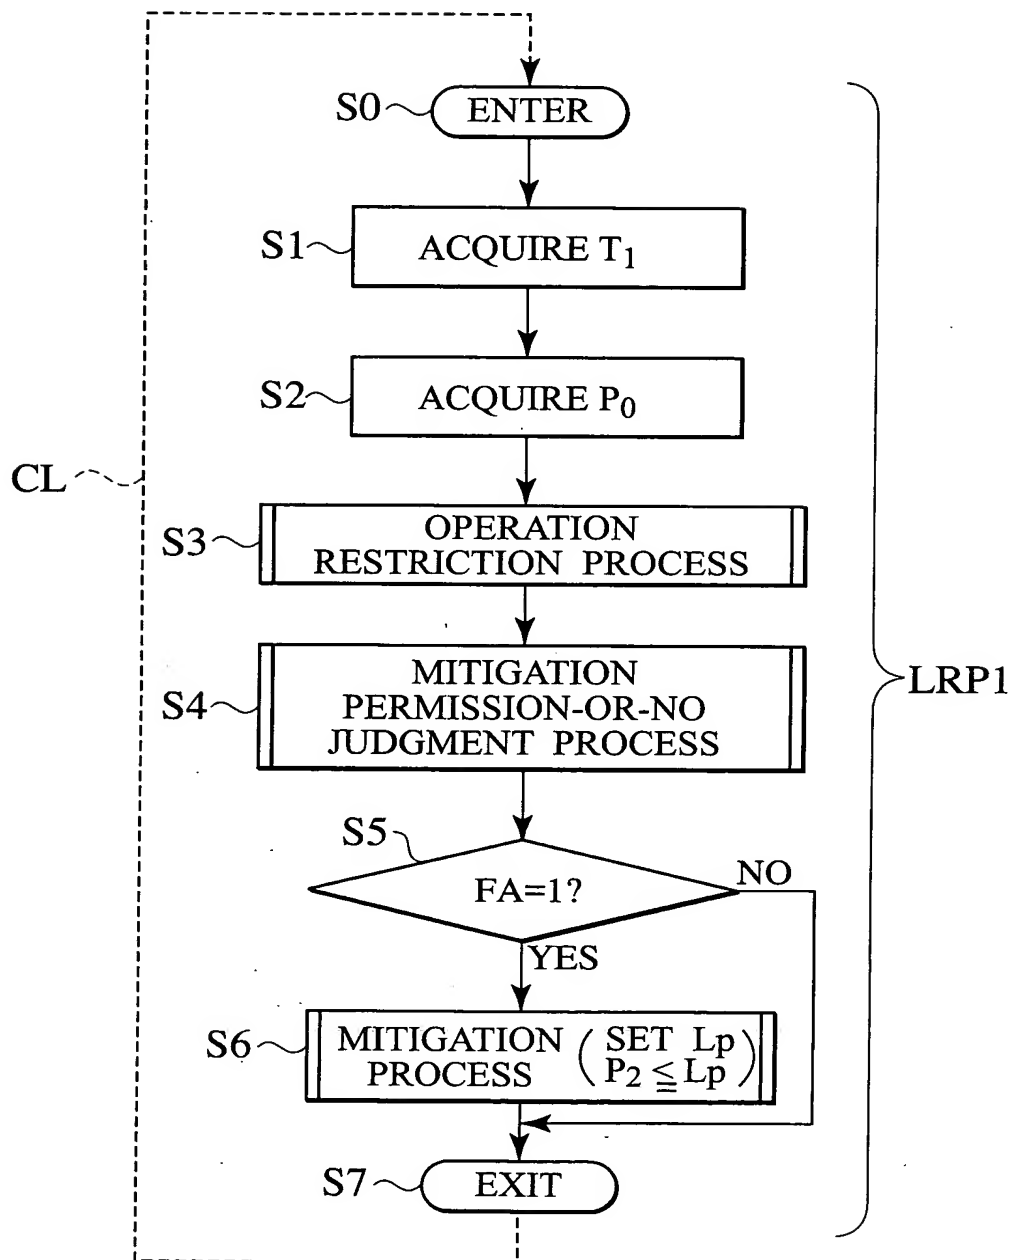 S0
ENTER
S1
ACQUIRE T1
S2
ACQUIRE P0
CL
S3
OPERATION
RESTRICTION PROCESS
S4
MITIGATION
PERMISSION-OR-NO
JUDGMENT PROCESS
LRP1
S5
FA=1?
NO
YES
S6
MITIGATION
PROCESS
( SET Lp
P2 ≦ Lp )
S7
EXIT